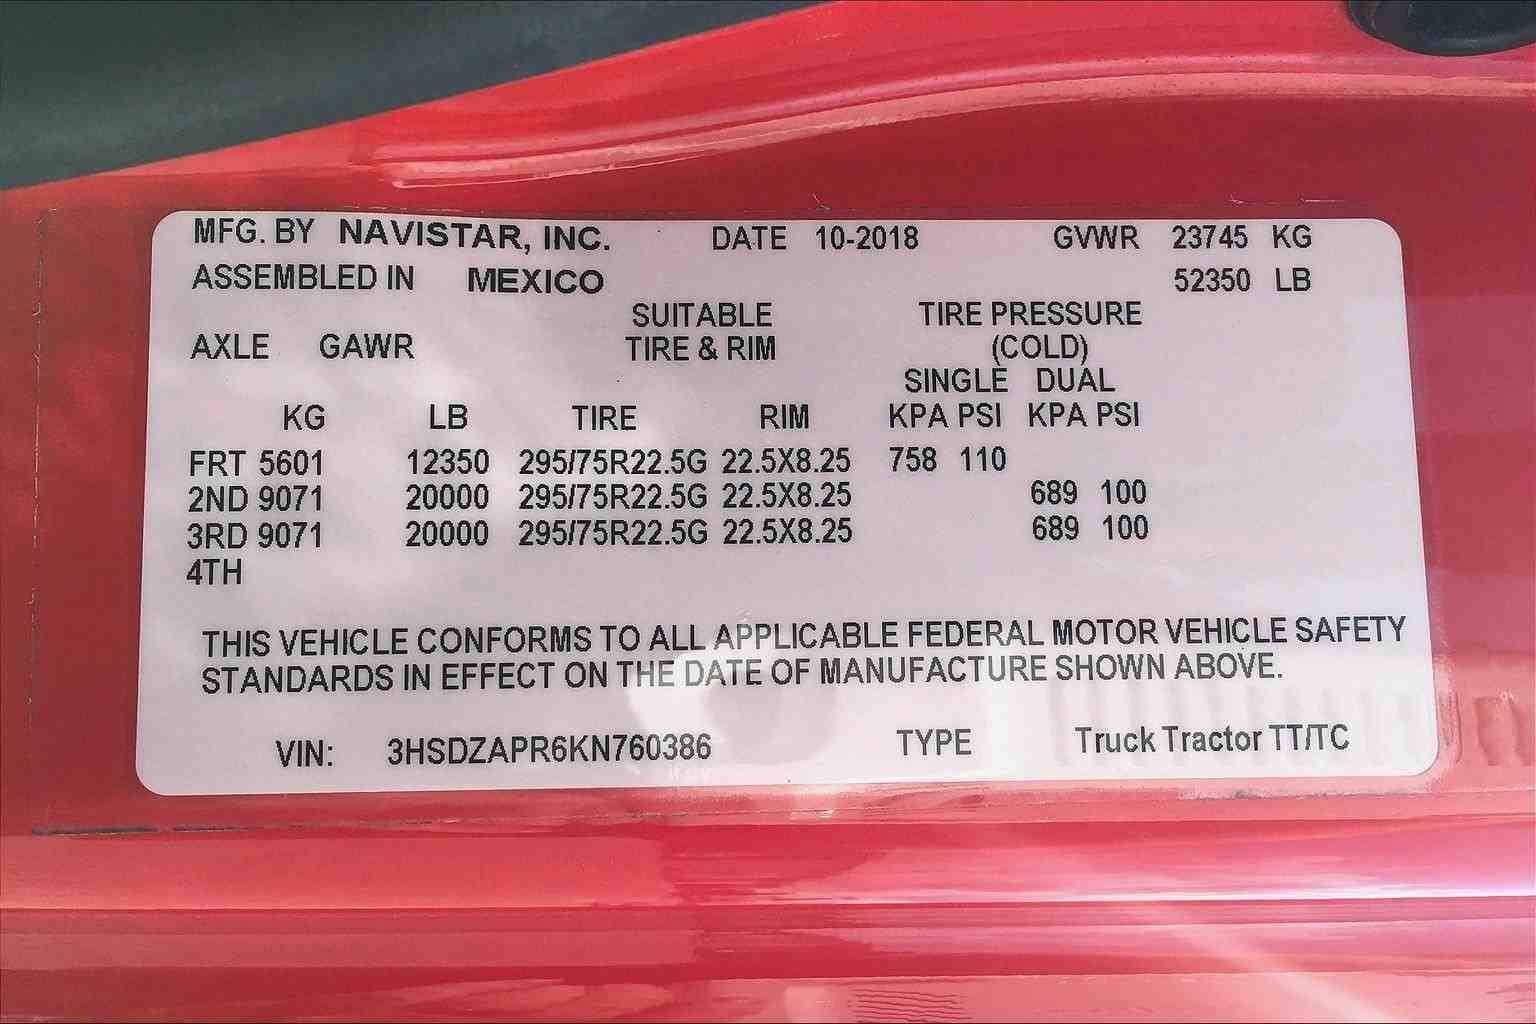 MFG. BY NAVISTAR, INC. DATE 10-2018 GVWR 23745 KG
ASSEMBLED IN MEXICO 52350 LB
SUITABLE TIRE PRESSURE
AXLE GAWR TIRE & RIM (COLD)
SINGLE DUAL
KG LB TIRE RIM KPA PSI KPA PSI
FRT 5601 12350 295/75R22.5G 22.5X8.25 758 110
2ND 9071 20000 295/75R22.5G 22.5X8.25 689 100
3RD 9071 20000 295/75R22.5G 22.5X8.25 689 100
4TH
THIS VEHICLE CONFORMS TO ALL APPLICABLE FEDERAL MOTOR VEHICLE SAFETY
STANDARDS IN EFFECT ON THE DATE OF MANUFACTURE SHOWN ABOVE.
VIN: 3HSDZAPR6KN760386 TYPE Truck Tractor TT/TC